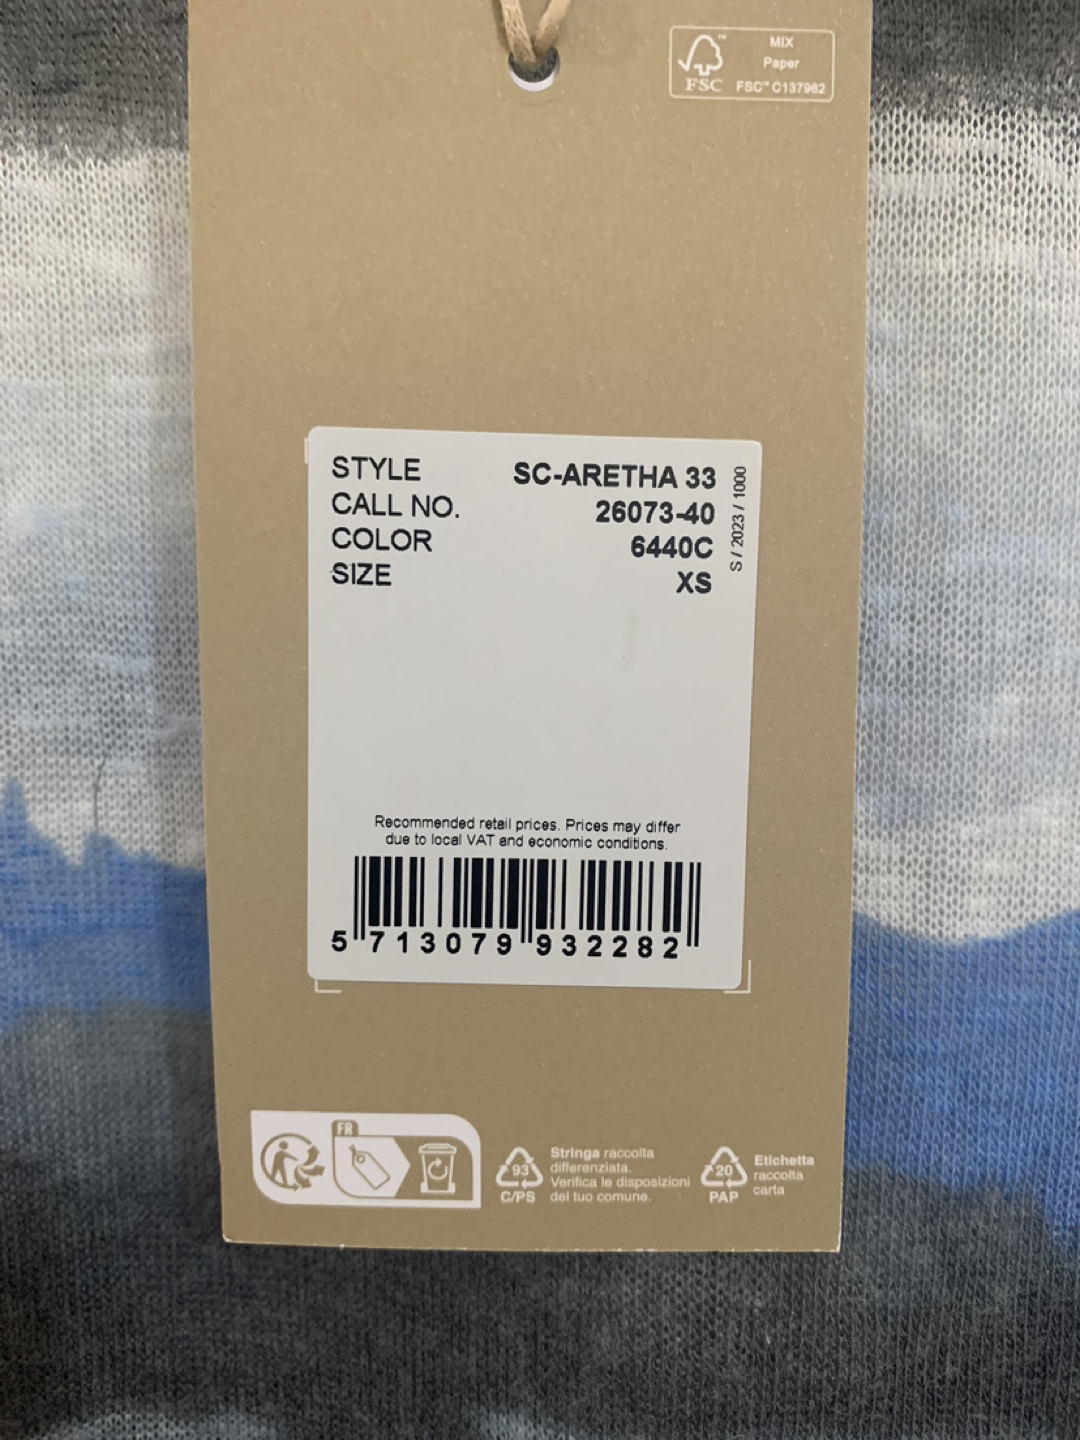 MIX
Paper
FSC™ C137962
FSC
STYLE SC-ARETHA 33
CALL NO. 26073-40
COLOR 6440C
SIZE XS
S / 2023 / 1000
Recommended retail prices. Prices may differ
due to local VAT and economic conditions.
5 713079 932282
FR
93
C/PS
Stringa raccolta
differenziata.
Verifica le disposizioni
del tuo comune.
20
PAP
Etichetta
raccolta
carta